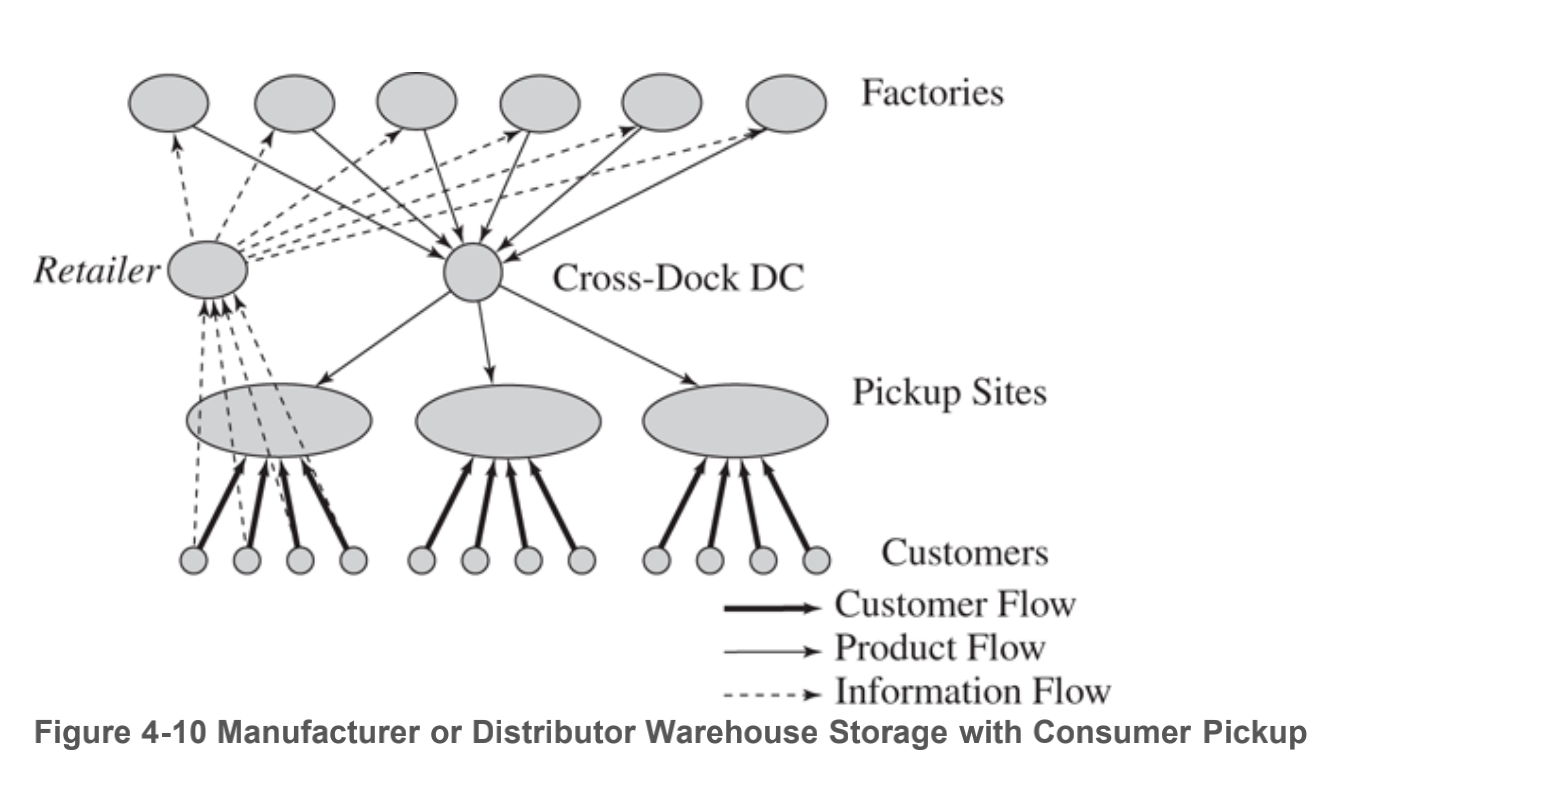 Factories
Retailer
Cross-Dock DC
Pickup Sites
Customers
Customer Flow
Product Flow
Information Flow
Figure 4-10 Manufacturer or Distributor Warehouse Storage with Consumer Pickup